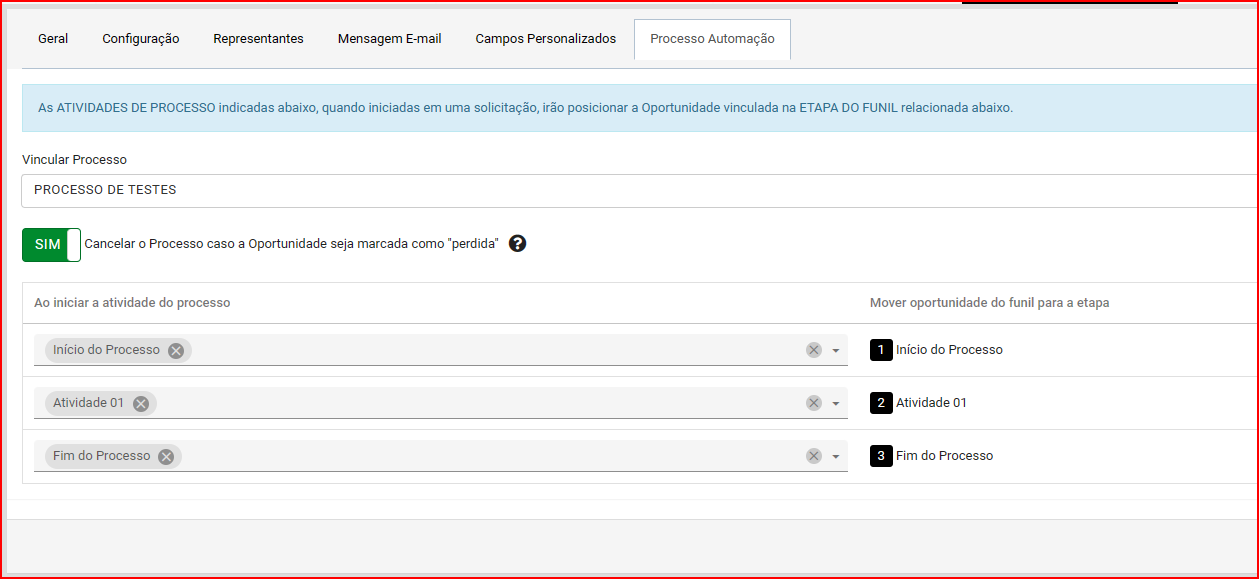 Geral Configuração Representantes Mensagem E-mail Campos Personalizados Processo Automação
As ATIVIDADES DE PROCESSO indicadas abaixo, quando iniciadas em uma solicitação, irão posicionar a Oportunidade vinculada na ETAPA DO FUNIL relacionada abaixo.
Vincular Processo
PROCESSO DE TESTES
SIM Cancelar o Processo caso a Oportunidade seja marcada como "perdida" ?
Ao iniciar a atividade do processo Mover oportunidade do funil para a etapa
Início do Processo 1 Início do Processo
Atividade 01 2 Atividade 01
Fim do Processo 3 Fim do Processo